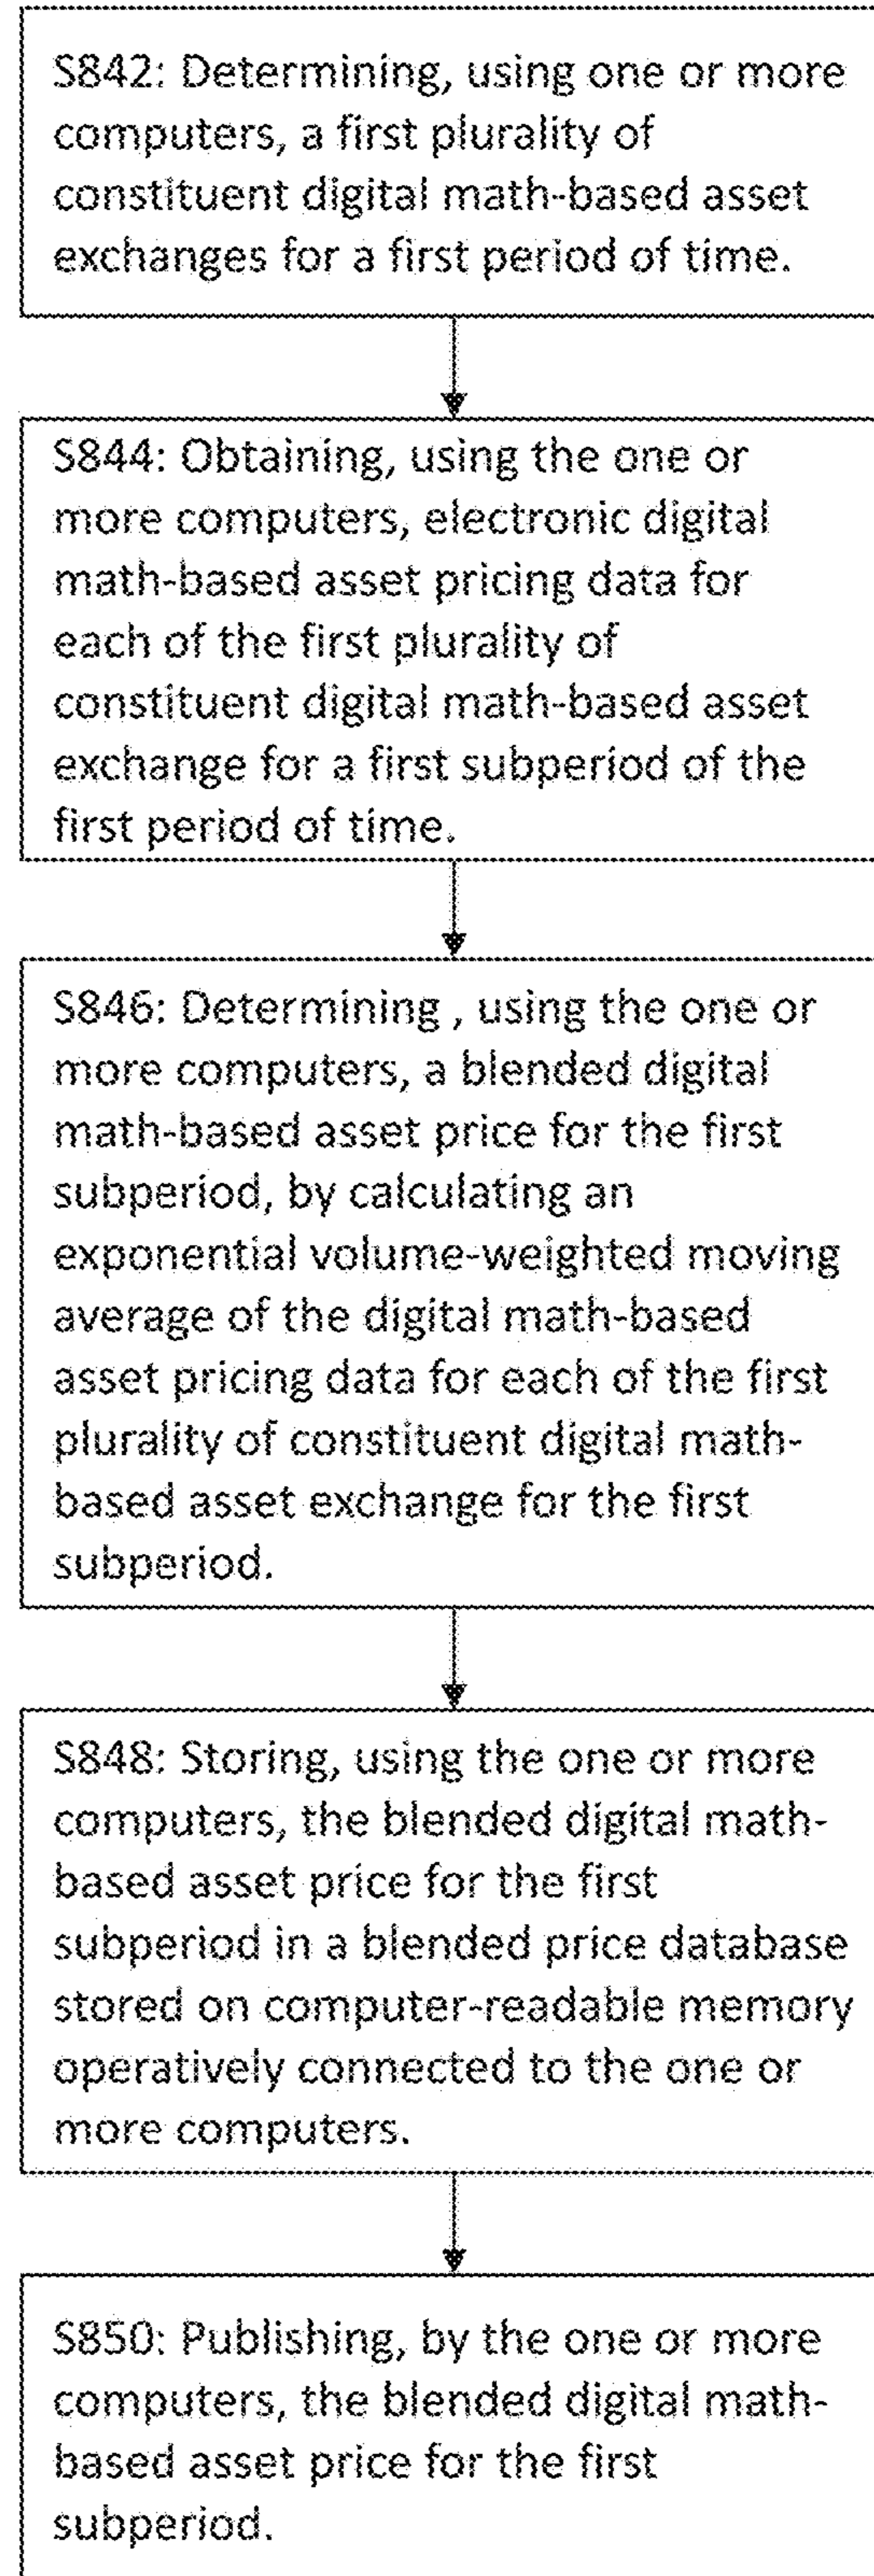 S842: Determining, using one or more
computers, a first plurality of
constituent digital math-based asset
exchanges for a first period of time.
S844: Obtaining, using the one or
more computers, electronic digital
math-based asset pricing data for
each of the first plurality of
constituent digital math-based asset
exchange for a first subperiod of the
first period of time.
S846: Determining , using the one or
more computers, a blended digital
math-based asset price for the first
subperiod, by calculating an
exponential volume-weighted moving
average of the digital math-based
asset pricing data for each of the first
plurality of constituent digital math-
based asset exchange for the first
subperiod.
S848: Storing, using the one or more
computers, the blended digital math-
based asset price for the first
subperiod in a blended price database
stored on computer-readable memory
operatively connected to the one or
more computers.
S850: Publishing, by the one or more
computers, the blended digital math-
based asset price for the first
subperiod.